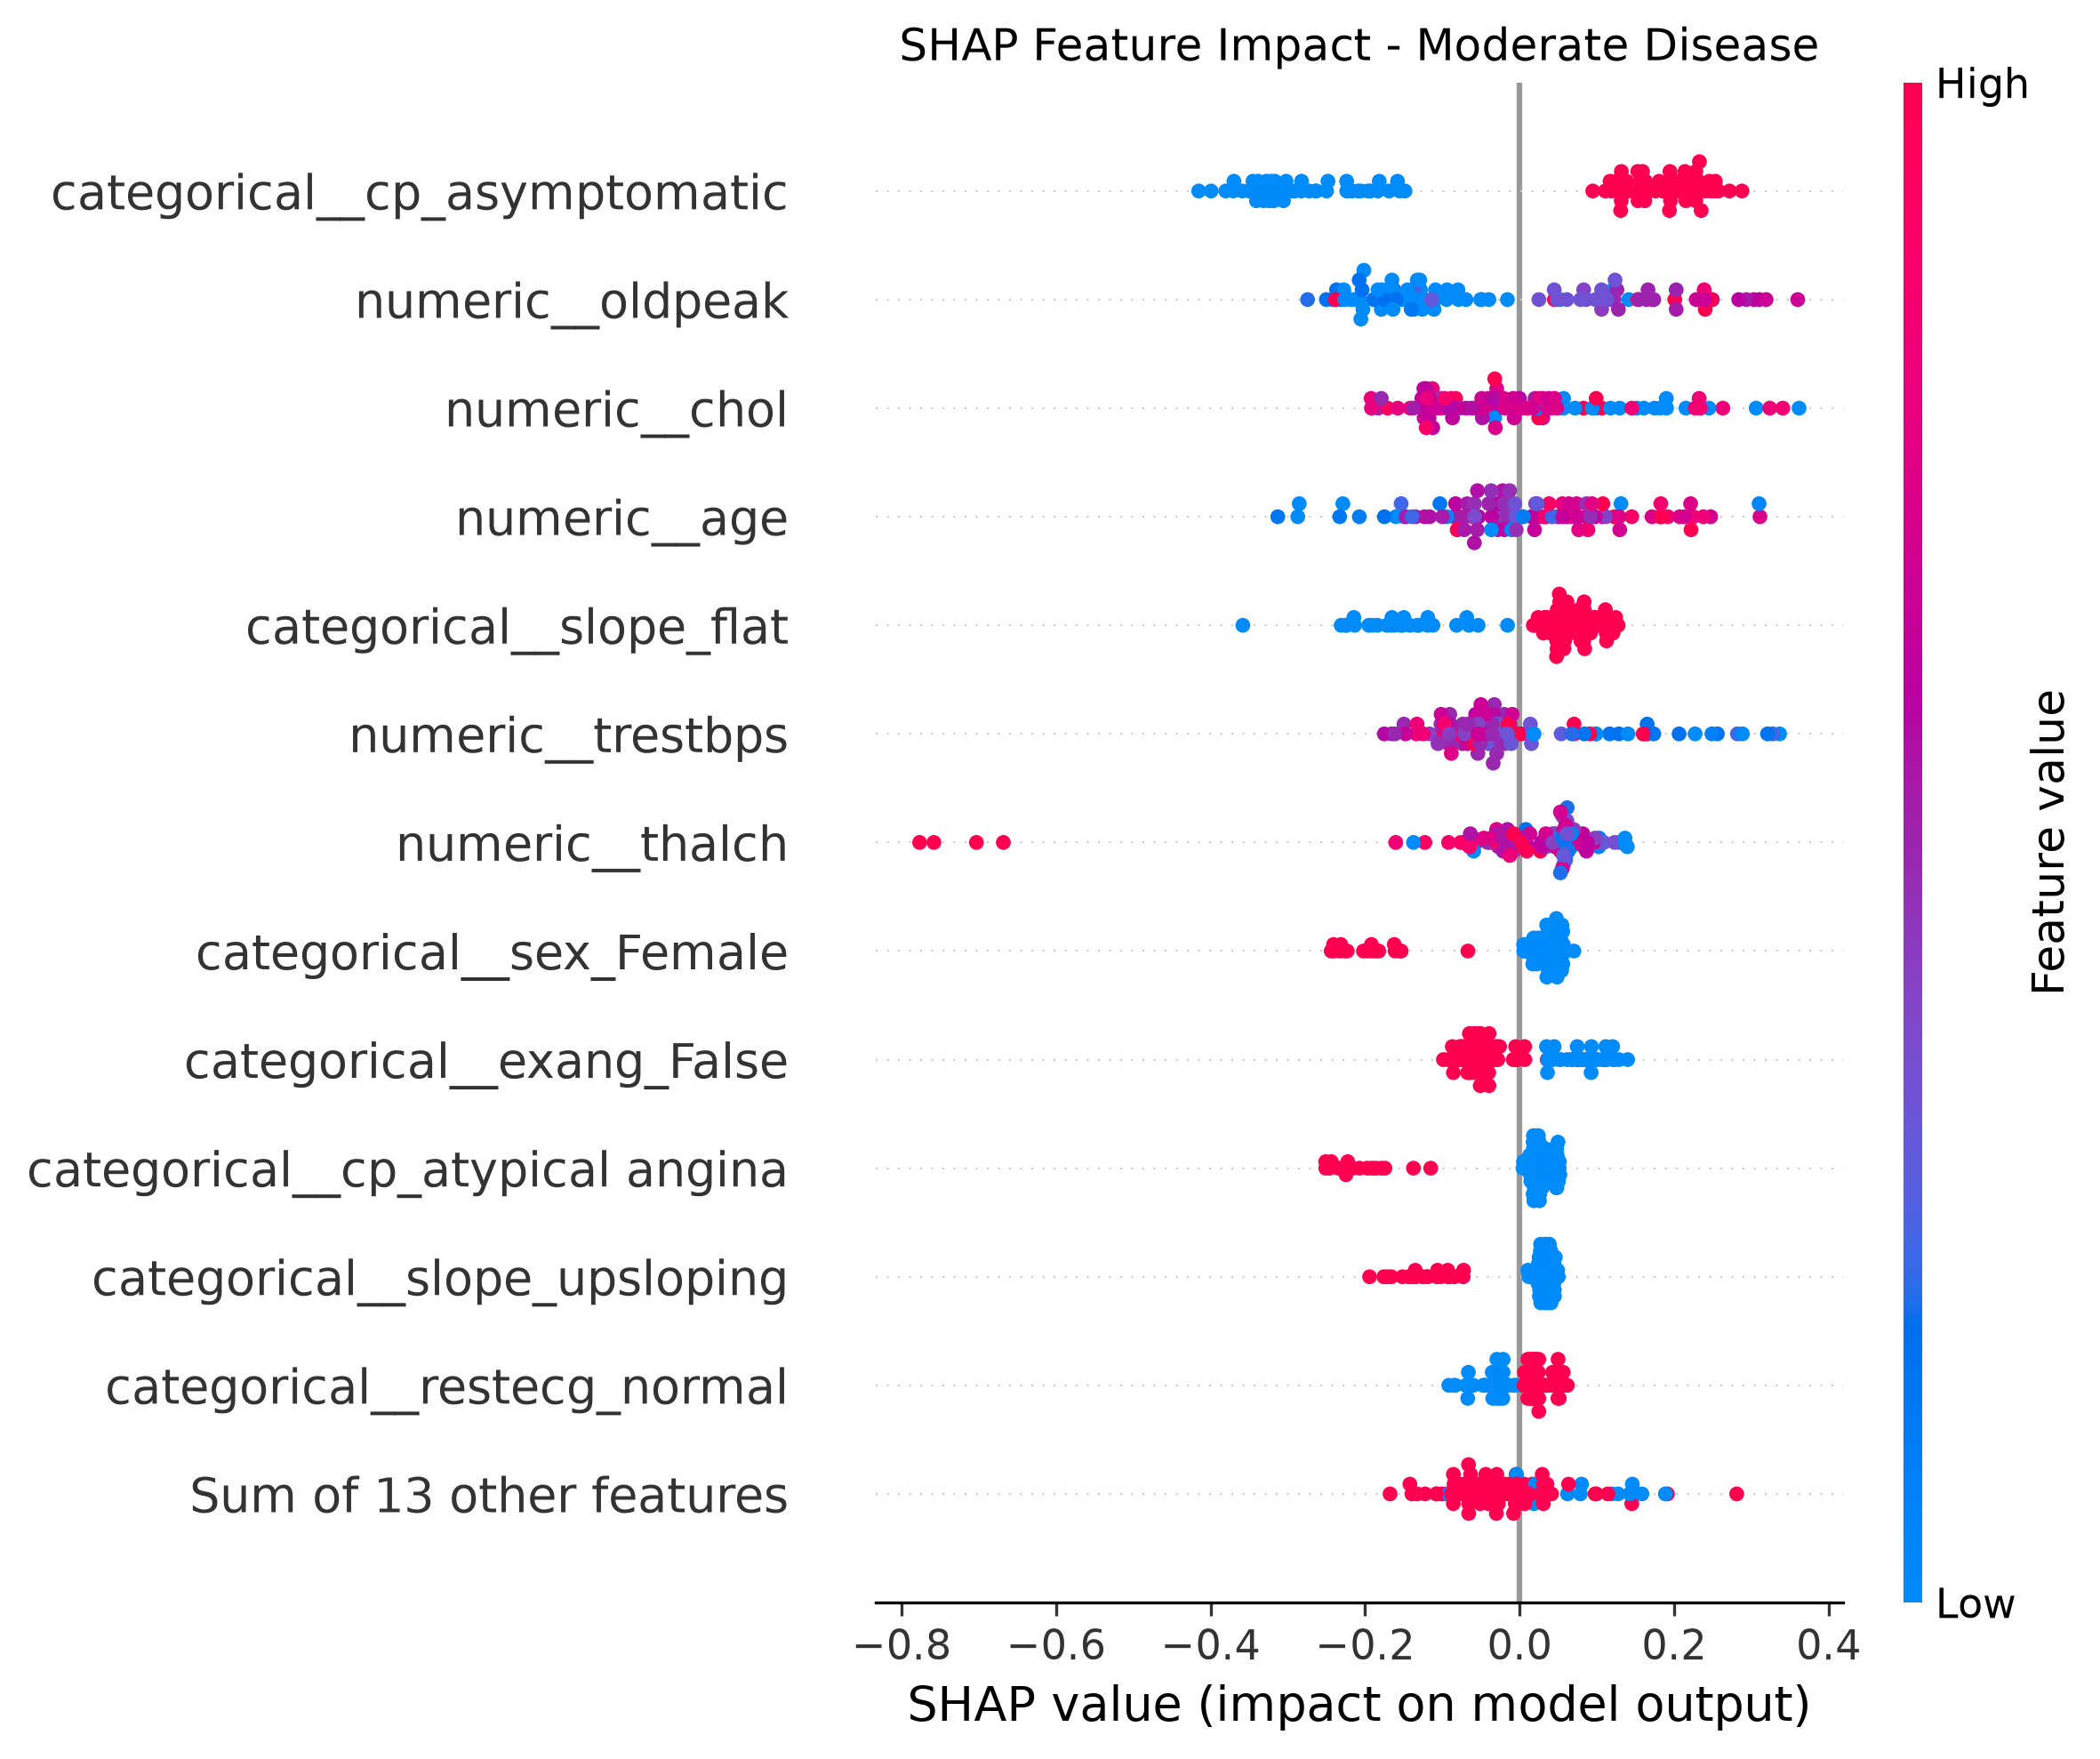 SHAP Feature Impact - Moderate Disease
High
categorical__cp_asymptomatic
numeric__oldpeak
numeric__chol
numeric__age
categorical__slope_flat
numeric__trestbps
numeric__thalch
categorical__sex_Female
categorical__exang_False
categorical__cp_atypical angina
categorical__slope_upsloping
categorical__restecg_normal
Sum of 13 other features
Feature value
Low
−0.8 −0.6 −0.4 −0.2 0.0 0.2 0.4
SHAP value (impact on model output)